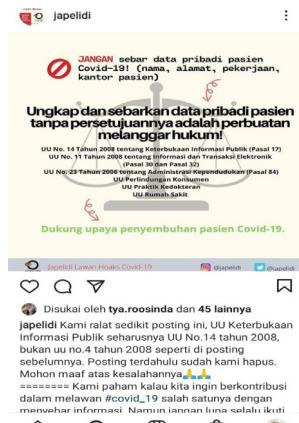 japelidi
JANGAN sebar data pribadi pasien
Covid-19! (nama, alamat, pekerjaan,
kantor pasien)
Ungkap dan sebarkan data pribadi pasien
tanpa persetujuannya adalah perbuatan
melanggar hukum!
UU No. 14 Tahun 2008 tentang Keterbukaan Informasi Publik (Pasal 17)
UU No. 11 Tahun 2008 tentang Informasi dan Transaksi Elektronik
(Pasal 30 dan Pasal 32)
UU No. 23 Tahun 2006 tentang Administrasi Kependudukan (Pasal 84)
UU Perlindungan Konsumen
UU Praktik Kedokteran
UU Rumah Sakit
Dukung upaya penyembuhan pasien Covid-19.
Japelidi Lawan Hoaks Covid-19
@japelidi
@japelidi
Disukai oleh tya.roosinda dan 45 lainnya
japelidi Kami ralat sedikit posting ini, UU Keterbukaan
Informasi Publik seharusnya UU No.14 tahun 2008,
bukan uu no.4 tahun 2008 seperti di posting
sebelumnya. Posting terdahulu sudah kami hapus.
Mohon maaf atas kesalahannya🙏🙏
======== Kami paham kalau kita ingin berkontribusi
dalam melawan #covid_19 salah satunya dengan
menyebar informasi. Namun jangan lupa selalu ikuti